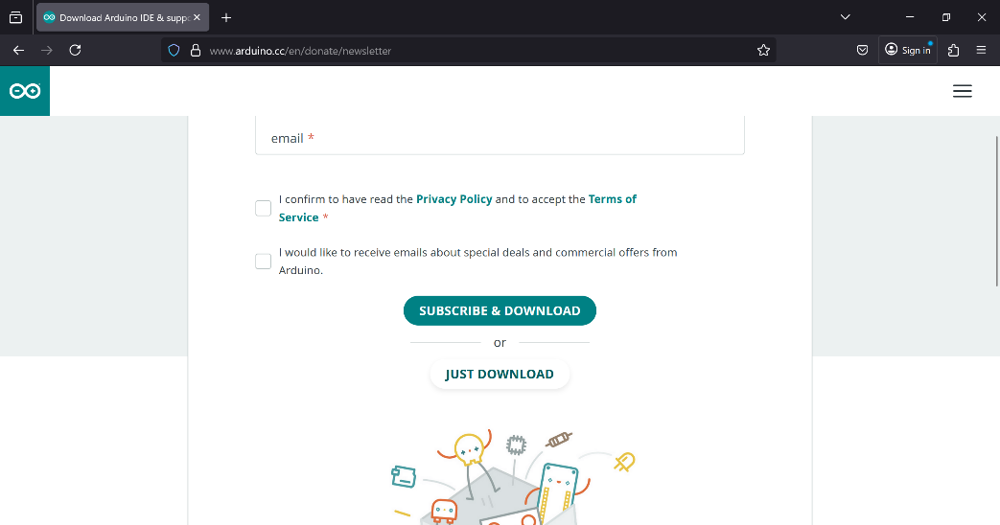 Download Arduino IDE & suppo
www.arduino.cc/en/donate/newsletter
Sign in
email *
I confirm to have read the Privacy Policy and to accept the Terms of
Service *
I would like to receive emails about special deals and commercial offers from
Arduino.
SUBSCRIBE & DOWNLOAD
or
JUST DOWNLOAD